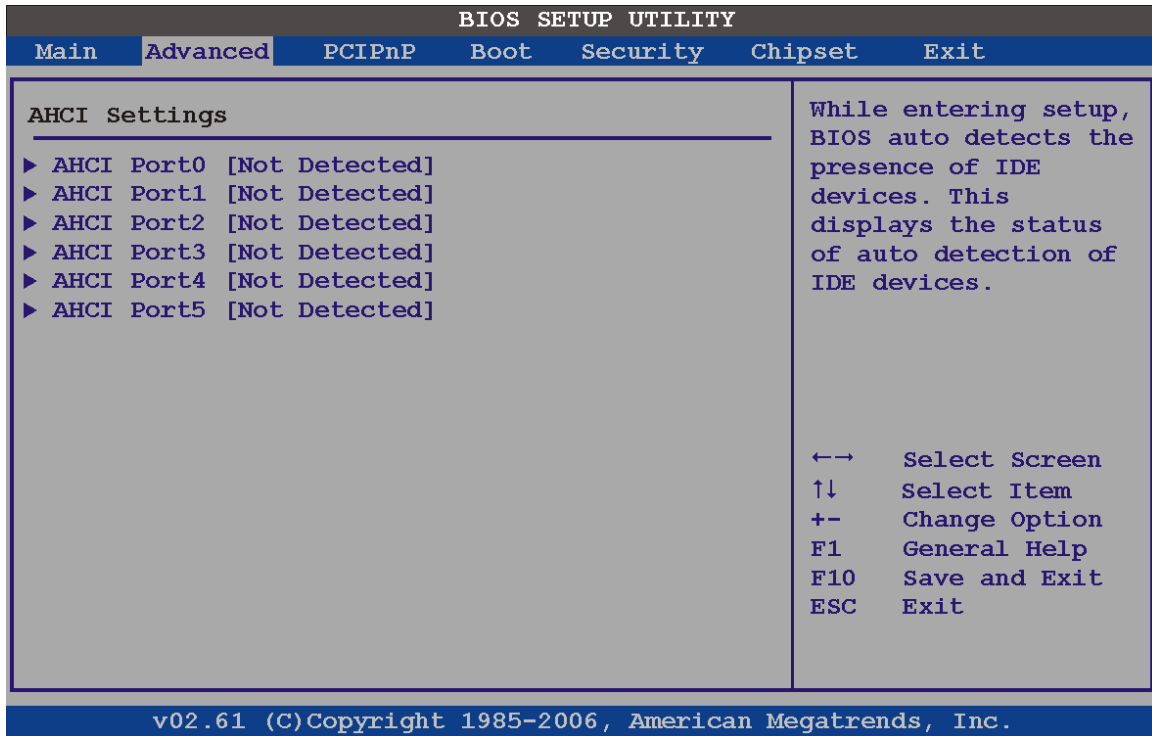 BIOS SETUP UTILITY
Main Advanced PCIPnP Boot Security Chipset Exit
AHCI Settings
▶ AHCI Port0 [Not Detected]
▶ AHCI Port1 [Not Detected]
▶ AHCI Port2 [Not Detected]
▶ AHCI Port3 [Not Detected]
▶ AHCI Port4 [Not Detected]
▶ AHCI Port5 [Not Detected]
While entering setup,
BIOS auto detects the
presence of IDE
devices. This
displays the status
of auto detection of
IDE devices.
←→ Select Screen
↑↓ Select Item
+- Change Option
F1 General Help
F10 Save and Exit
ESC Exit
v02.61 (C)Copyright 1985-2006, American Megatrends, Inc.